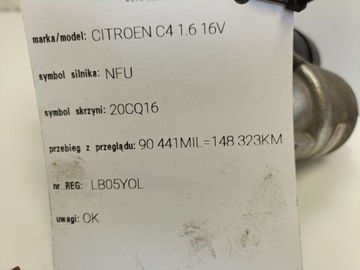 marka/model: CITROEN C4 1.6 16V
symbol silnika: NFU
symbol skrzyni: 20CQ16
przebieg z przeglądu: 90 441MIL=148 323KM
nr REG: LB05YOL
uwagi: OK